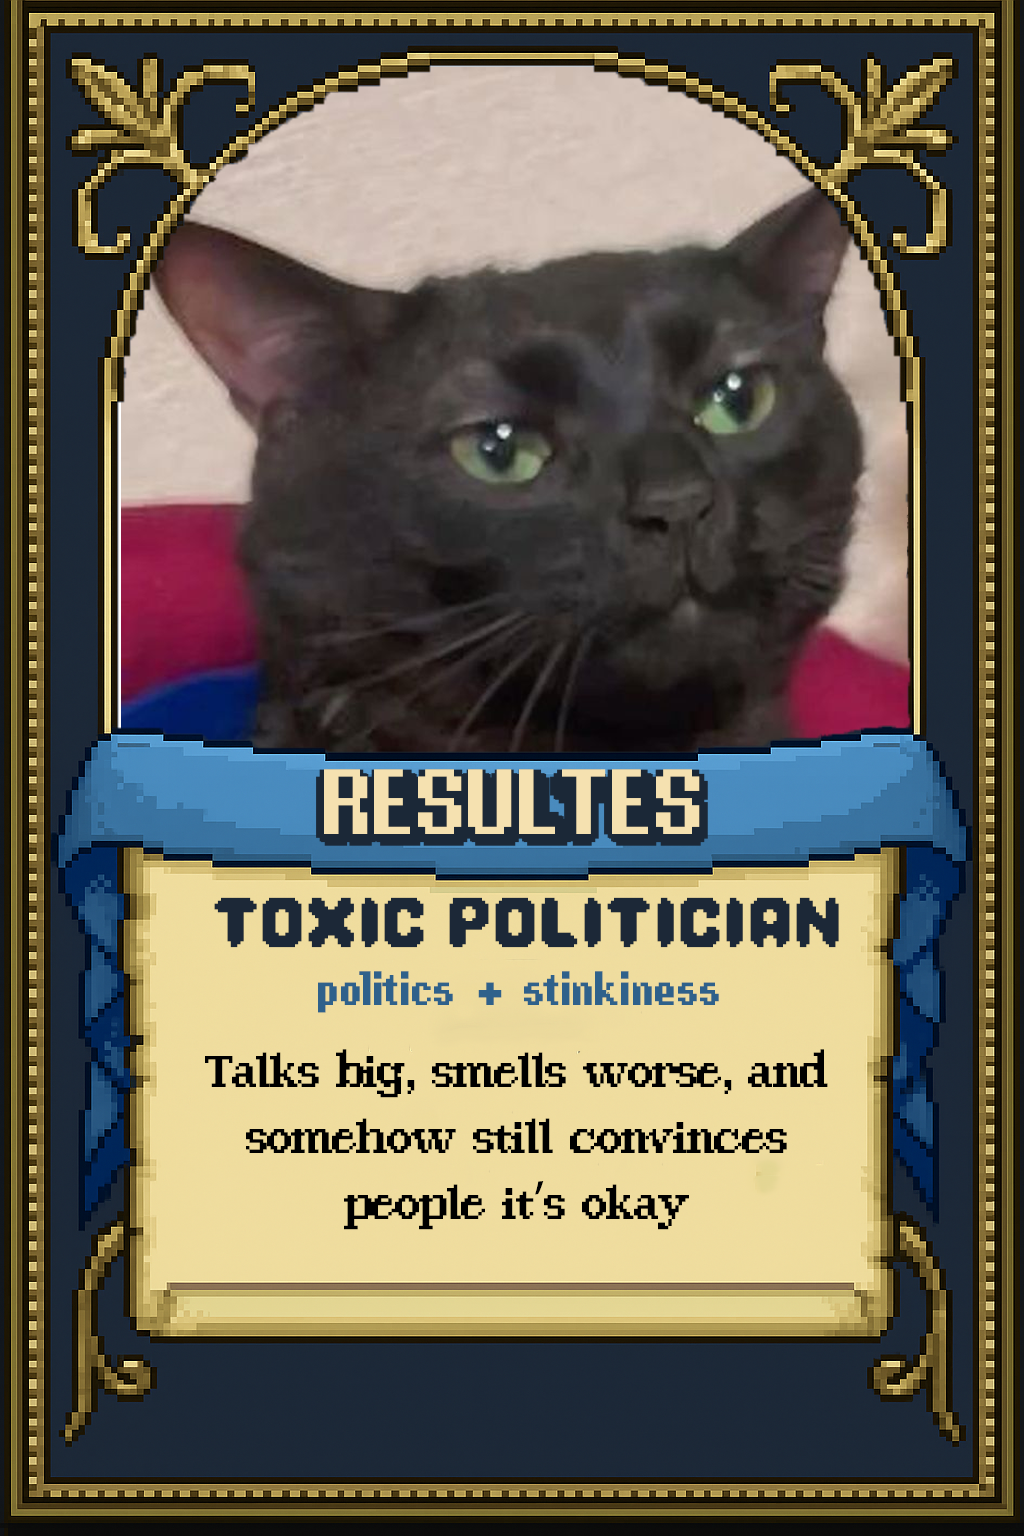 RESULTES
TOXIC POLITICIAN
politics + stinkiness
Talks big, smells worse, and
somehow still convinces
people it's okay